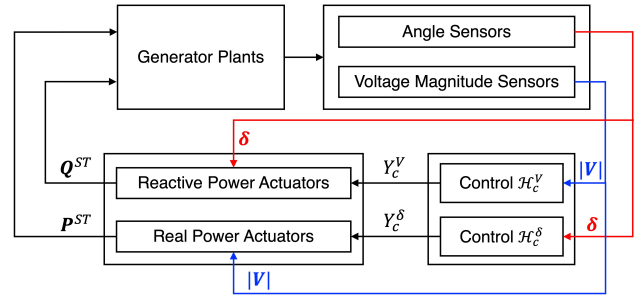 Generator Plants
Angle Sensors
Voltage Magnitude Sensors
δ
Q^{ST}
Reactive Power Actuators
Y_c^V
Control ℋ_c^V
|V|
P^{ST}
Real Power Actuators
Y_c^δ
Control ℋ_c^δ
δ
|V|